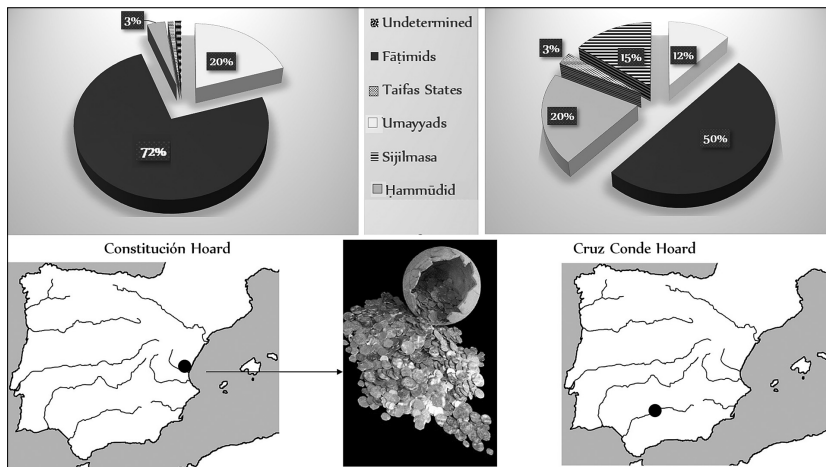 3%
20%
72%
Undetermined
Fāṭimids
Taifas States
Umayyads
Sijilmasa
Ḥammūdid
3%
15%
12%
20%
50%
Constitución Hoard
Cruz Conde Hoard